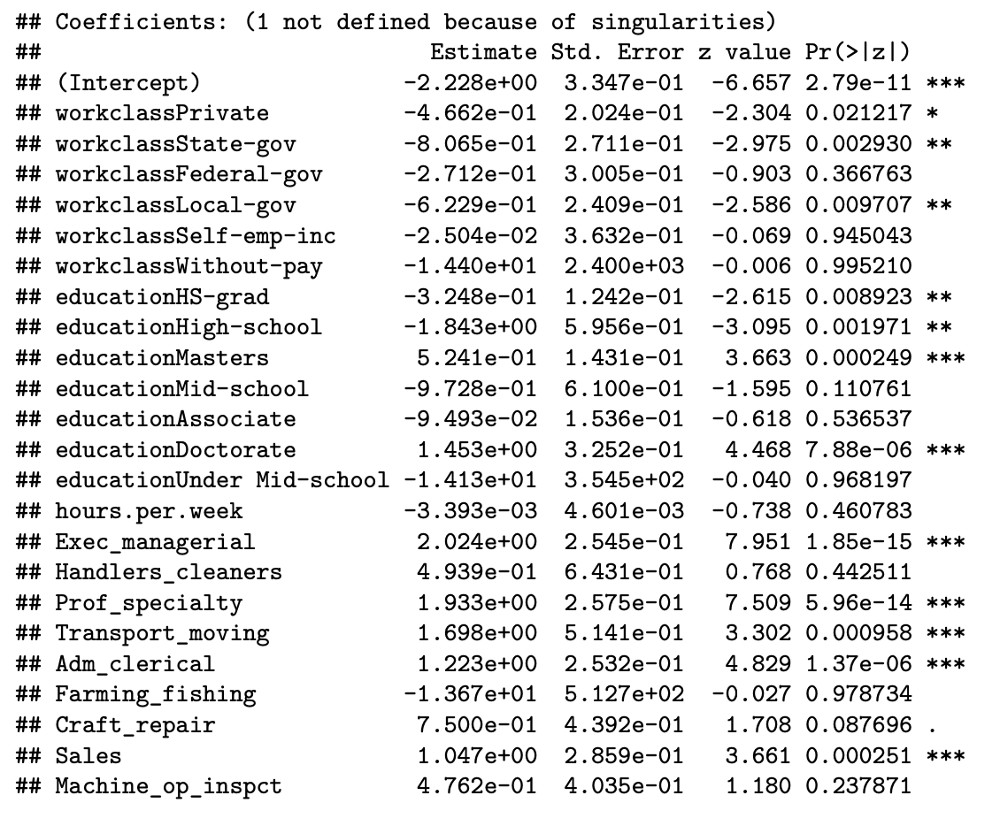 ## Coefficients: (1 not defined because of singularities)
##                            Estimate Std. Error z value Pr(>|z|)
## (Intercept)              -2.228e+00  3.347e-01  -6.657 2.79e-11 ***
## workclassPrivate         -4.662e-01  2.024e-01  -2.304 0.021217 *
## workclassState-gov       -8.065e-01  2.711e-01  -2.975 0.002930 **
## workclassFederal-gov     -2.712e-01  3.005e-01  -0.903 0.366763
## workclassLocal-gov       -6.229e-01  2.409e-01  -2.586 0.009707 **
## workclassSelf-emp-inc    -2.504e-02  3.632e-01  -0.069 0.945043
## workclassWithout-pay     -1.440e+01  2.400e+03  -0.006 0.995210
## educationHS-grad         -3.248e-01  1.242e-01  -2.615 0.008923 **
## educationHigh-school     -1.843e+00  5.956e-01  -3.095 0.001971 **
## educationMasters          5.241e-01  1.431e-01   3.663 0.000249 ***
## educationMid-school      -9.728e-01  6.100e-01  -1.595 0.110761
## educationAssociate       -9.493e-02  1.536e-01  -0.618 0.536537
## educationDoctorate        1.453e+00  3.252e-01   4.468 7.88e-06 ***
## educationUnder Mid-school -1.413e+01  3.545e+02  -0.040 0.968197
## hours.per.week           -3.393e-03  4.601e-03  -0.738 0.460783
## Exec_managerial           2.024e+00  2.545e-01   7.951 1.85e-15 ***
## Handlers_cleaners         4.939e-01  6.431e-01   0.768 0.442511
## Prof_specialty            1.933e+00  2.575e-01   7.509 5.96e-14 ***
## Transport_moving          1.698e+00  5.141e-01   3.302 0.000958 ***
## Adm_clerical              1.223e+00  2.532e-01   4.829 1.37e-06 ***
## Farming_fishing          -1.367e+01  5.127e+02  -0.027 0.978734
## Craft_repair              7.500e-01  4.392e-01   1.708 0.087696 .
## Sales                     1.047e+00  2.859e-01   3.661 0.000251 ***
## Machine_op_inspct         4.762e-01  4.035e-01   1.180 0.237871